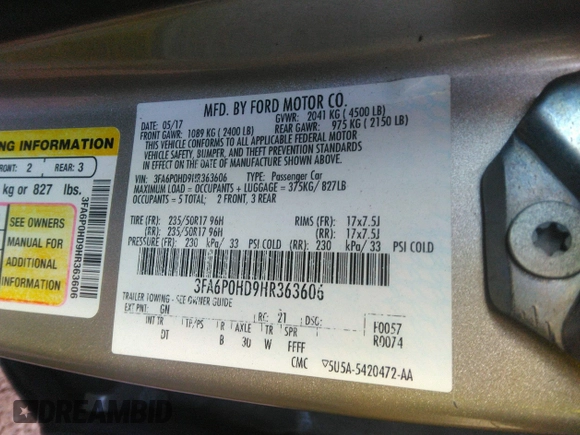 MFD. BY FORD MOTOR CO.
DATE: 05/17 GVWR: 2041 KG ( 4500 LB)
FRONT GAWR: 1089 KG ( 2400 LB) REAR GAWR: 975 KG ( 2150 LB)
THIS VEHICLE CONFORMS TO ALL APPLICABLE FEDERAL MOTOR
VEHICLE SAFETY, BUMPER, AND THEFT PREVENTION STANDARDS
IN EFFECT ON THE DATE OF MANUFACTURE SHOWN ABOVE.
VIN: 3FA6P0HD9HR363606 TYPE: Passenger Car
MAXIMUM LOAD = OCCUPANTS + LUGGAGE = 375KG/ 827LB
OCCUPANTS = 5 TOTAL: 2 FRONT, 3 REAR
TIRE (FR): 235/50R17 96H RIMS (FR): 17x7.5J
(RR): 235/50R17 96H (RR): 17x7.5J
PRESSURE (FR): 230 kPa/ 33 PSI COLD (RR): 230 kPa/ 33 PSI COLD
3FA6P0HD9HR363606
TRAILER TOWING - SEE OWNER GUIDE
EXT PNT: GN RC: 21 DSO: F0057
INT TR TP/PS R AXLE TR SPR R0074
DT B 30 W FFFF
CMC 5U5A-5420472-AA
NG INFORMATION
RONT: 2 REAR: 3
kg or 827 lbs.
SEE OWNERS
MANUAL FOR
ADDITIONAL
INFORMATION
3FA6P0HD9HR363606
DREAMBID